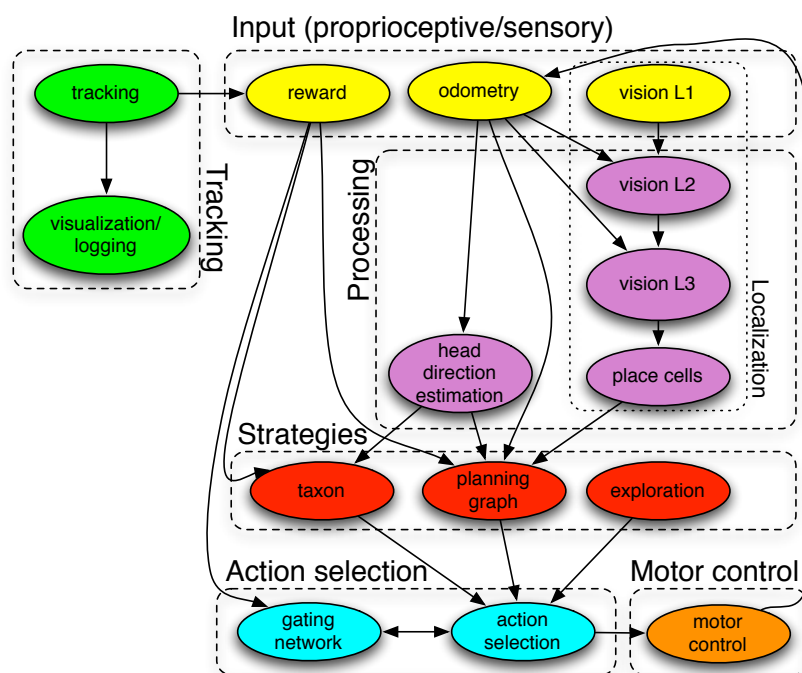 Input (proprioceptive/sensory)
tracking
reward
odometry
vision L1
visualization/
logging
Tracking
Processing
vision L2
vision L3
Localization
head
direction
estimation
place cells
Strategies
taxon
planning
graph
exploration
Action selection
Motor control
gating
network
action
selection
motor
control